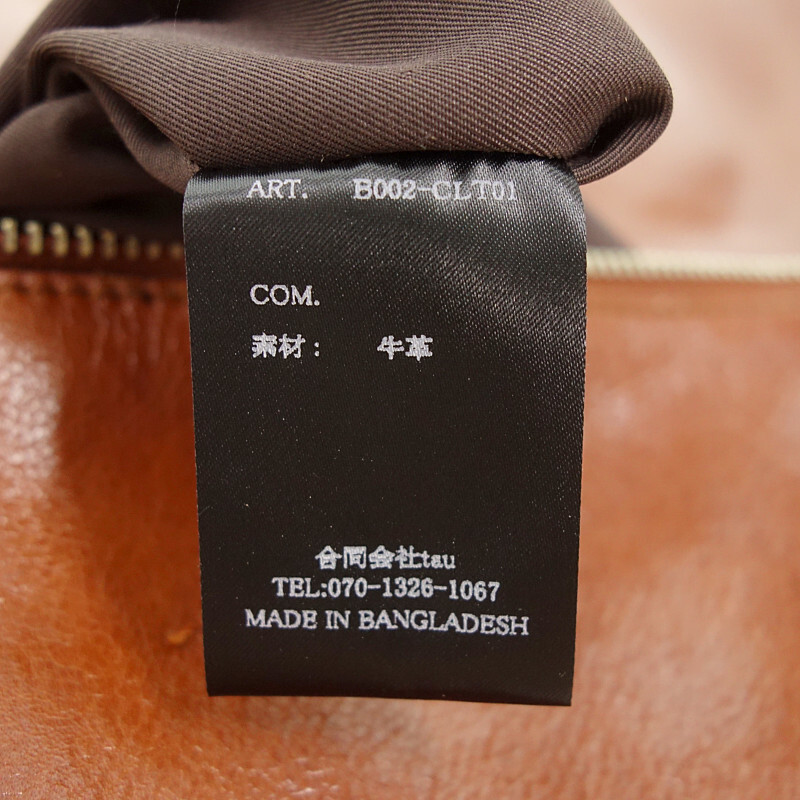 ART. B002-CLT01
COM.
素材： 牛革
合同会社tau
TEL:070-1326-1067
MADE IN BANGLADESH